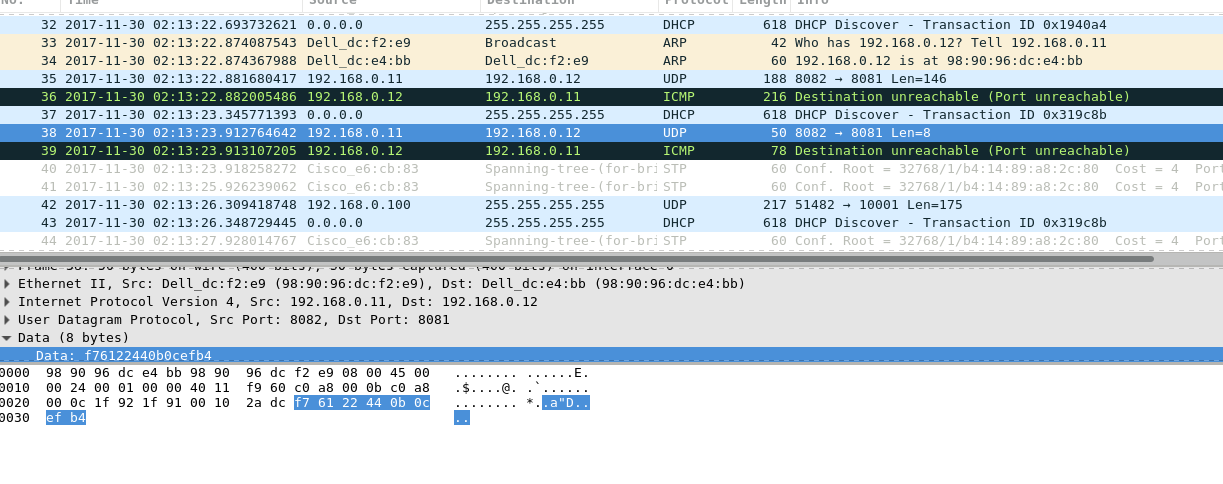 No. Time Source Destination Protocol Length Info
32 2017-11-30 02:13:22.693732621 0.0.0.0 255.255.255.255 DHCP 618 DHCP Discover - Transaction ID 0x1940a4
33 2017-11-30 02:13:22.874087543 Dell_dc:f2:e9 Broadcast ARP 42 Who has 192.168.0.12? Tell 192.168.0.11
34 2017-11-30 02:13:22.874367988 Dell_dc:e4:bb Dell_dc:f2:e9 ARP 60 192.168.0.12 is at 98:90:96:dc:e4:bb
35 2017-11-30 02:13:22.881680417 192.168.0.11 192.168.0.12 UDP 188 8082 → 8081 Len=146
36 2017-11-30 02:13:22.882005486 192.168.0.12 192.168.0.11 ICMP 216 Destination unreachable (Port unreachable)
37 2017-11-30 02:13:23.345771393 0.0.0.0 255.255.255.255 DHCP 618 DHCP Discover - Transaction ID 0x319c8b
38 2017-11-30 02:13:23.912764642 192.168.0.11 192.168.0.12 UDP 50 8082 → 8081 Len=8
39 2017-11-30 02:13:23.913107205 192.168.0.12 192.168.0.11 ICMP 78 Destination unreachable (Port unreachable)
40 2017-11-30 02:13:23.918258272 Cisco_e6:cb:83 Spanning-tree-(for-bri STP 60 Conf. Root = 32768/1/b4:14:89:a8:2c:80 Cost = 4 Port
41 2017-11-30 02:13:25.926239062 Cisco_e6:cb:83 Spanning-tree-(for-bri STP 60 Conf. Root = 32768/1/b4:14:89:a8:2c:80 Cost = 4 Port
42 2017-11-30 02:13:26.309418748 192.168.0.100 255.255.255.255 UDP 217 51482 → 10001 Len=175
43 2017-11-30 02:13:26.348729445 0.0.0.0 255.255.255.255 DHCP 618 DHCP Discover - Transaction ID 0x319c8b
44 2017-11-30 02:13:27.928014767 Cisco_e6:cb:83 Spanning-tree-(for-bri STP 60 Conf. Root = 32768/1/b4:14:89:a8:2c:80 Cost = 4 Port
Frame 38: 50 bytes on wire (400 bits), 50 bytes captured (400 bits) on interface 0
Ethernet II, Src: Dell_dc:f2:e9 (98:90:96:dc:f2:e9), Dst: Dell_dc:e4:bb (98:90:96:dc:e4:bb)
Internet Protocol Version 4, Src: 192.168.0.11, Dst: 192.168.0.12
User Datagram Protocol, Src Port: 8082, Dst Port: 8081
Data (8 bytes)
Data: f76122440b0cefb4
0000 98 90 96 dc e4 bb 98 90 96 dc f2 e9 08 00 45 00 ........ ......E.
0010 00 24 00 01 00 00 40 11 f9 60 c0 a8 00 0b c0 a8 .$....@. .`......
0020 00 0c 1f 92 1f 91 00 10 2a dc f7 61 22 44 0b 0c ........ *..a"D..
0030 ef b4 ..